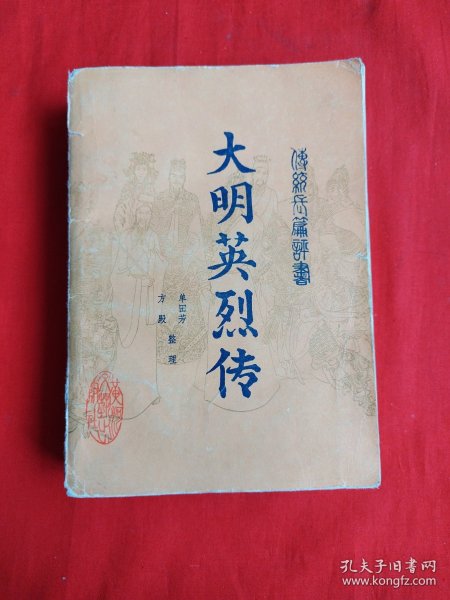 传统长篇评书
大明英烈传
单田芳
方殿
整理
孔夫子旧书网
www.kongfz.com